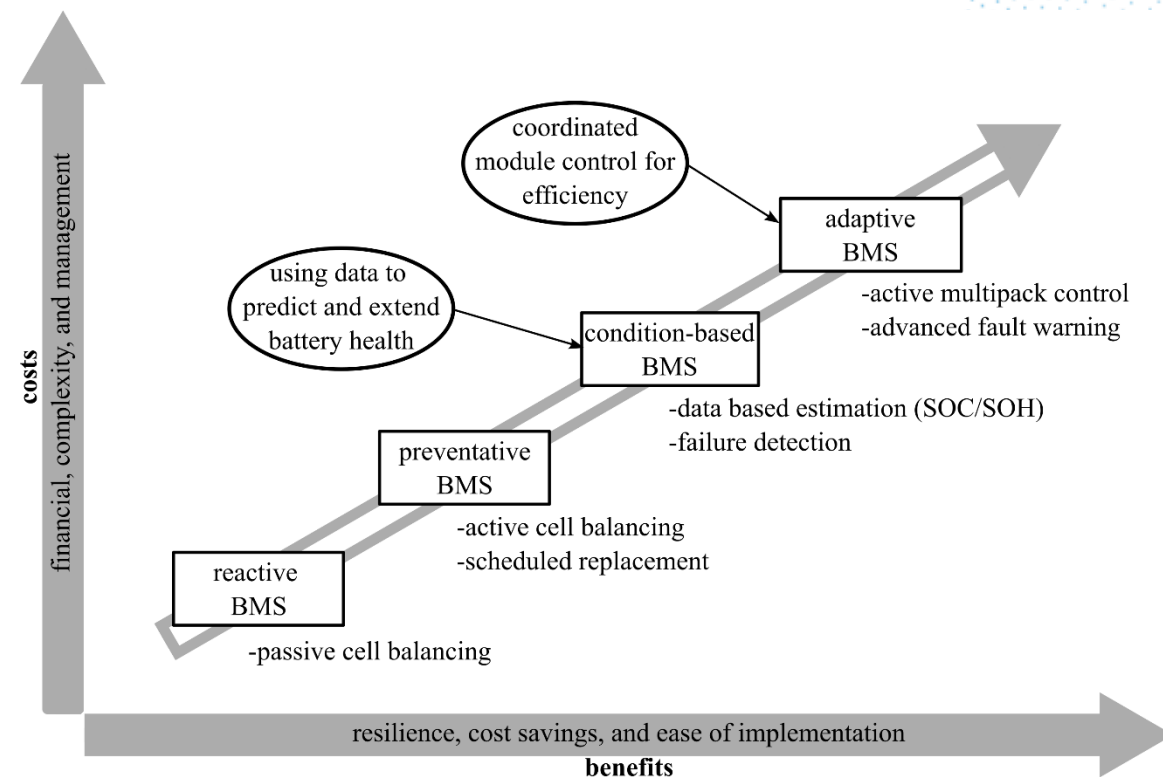 coordinated
module control for
efficiency
adaptive
BMS
-active multipack control
-advanced fault warning
using data to
predict and extend
battery health
condition-based
BMS
-data based estimation (SOC/SOH)
-failure detection
preventative
BMS
-active cell balancing
-scheduled replacement
reactive
BMS
-passive cell balancing
costs
financial, complexity, and management
resilience, cost savings, and ease of implementation
benefits